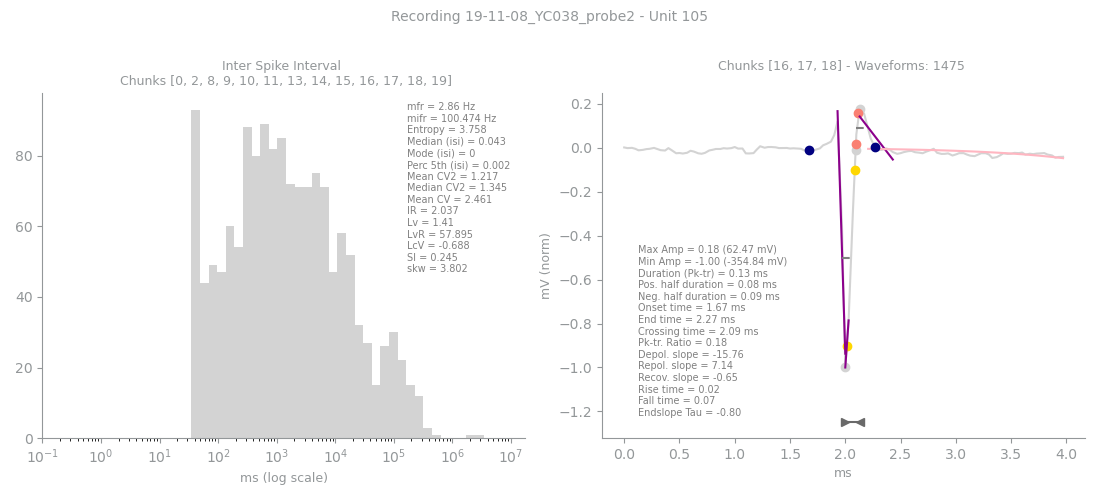 Recording 19-11-08_YC038_probe2 - Unit 105
Inter Spike Interval
Chunks [0, 2, 8, 9, 10, 11, 13, 14, 15, 16, 17, 18, 19]
mfr = 2.86 Hz
mifr = 100.474 Hz
Entropy = 3.758
Median (isi) = 0.043
Mode (isi) = 0
Perc 5th (isi) = 0.002
Mean CV2 = 1.217
Median CV2 = 1.345
Mean CV = 2.461
IR = 2.037
Lv = 1.41
LvR = 57.895
LcV = -0.688
SI = 0.245
skw = 3.802
80
60
40
20
0
10⁻¹ 10⁰ 10¹ 10² 10³ 10⁴ 10⁵ 10⁶ 10⁷
ms (log scale)
Chunks [16, 17, 18] - Waveforms: 1475
0.2
0.0
−0.2
−0.4
−0.6
−0.8
−1.0
−1.2
mV (norm)
Max Amp = 0.18 (62.47 mV)
Min Amp = -1.00 (-354.84 mV)
Duration (Pk-tr) = 0.13 ms
Pos. half duration = 0.08 ms
Neg. half duration = 0.09 ms
Onset time = 1.67 ms
End time = 2.27 ms
Crossing time = 2.09 ms
Pk-tr. Ratio = 0.18
Depol. slope = -15.76
Repol. slope = 7.14
Recov. slope = -0.65
Rise time = 0.02
Fall time = 0.07
Endslope Tau = -0.80
0.0 0.5 1.0 1.5 2.0 2.5 3.0 3.5 4.0
ms